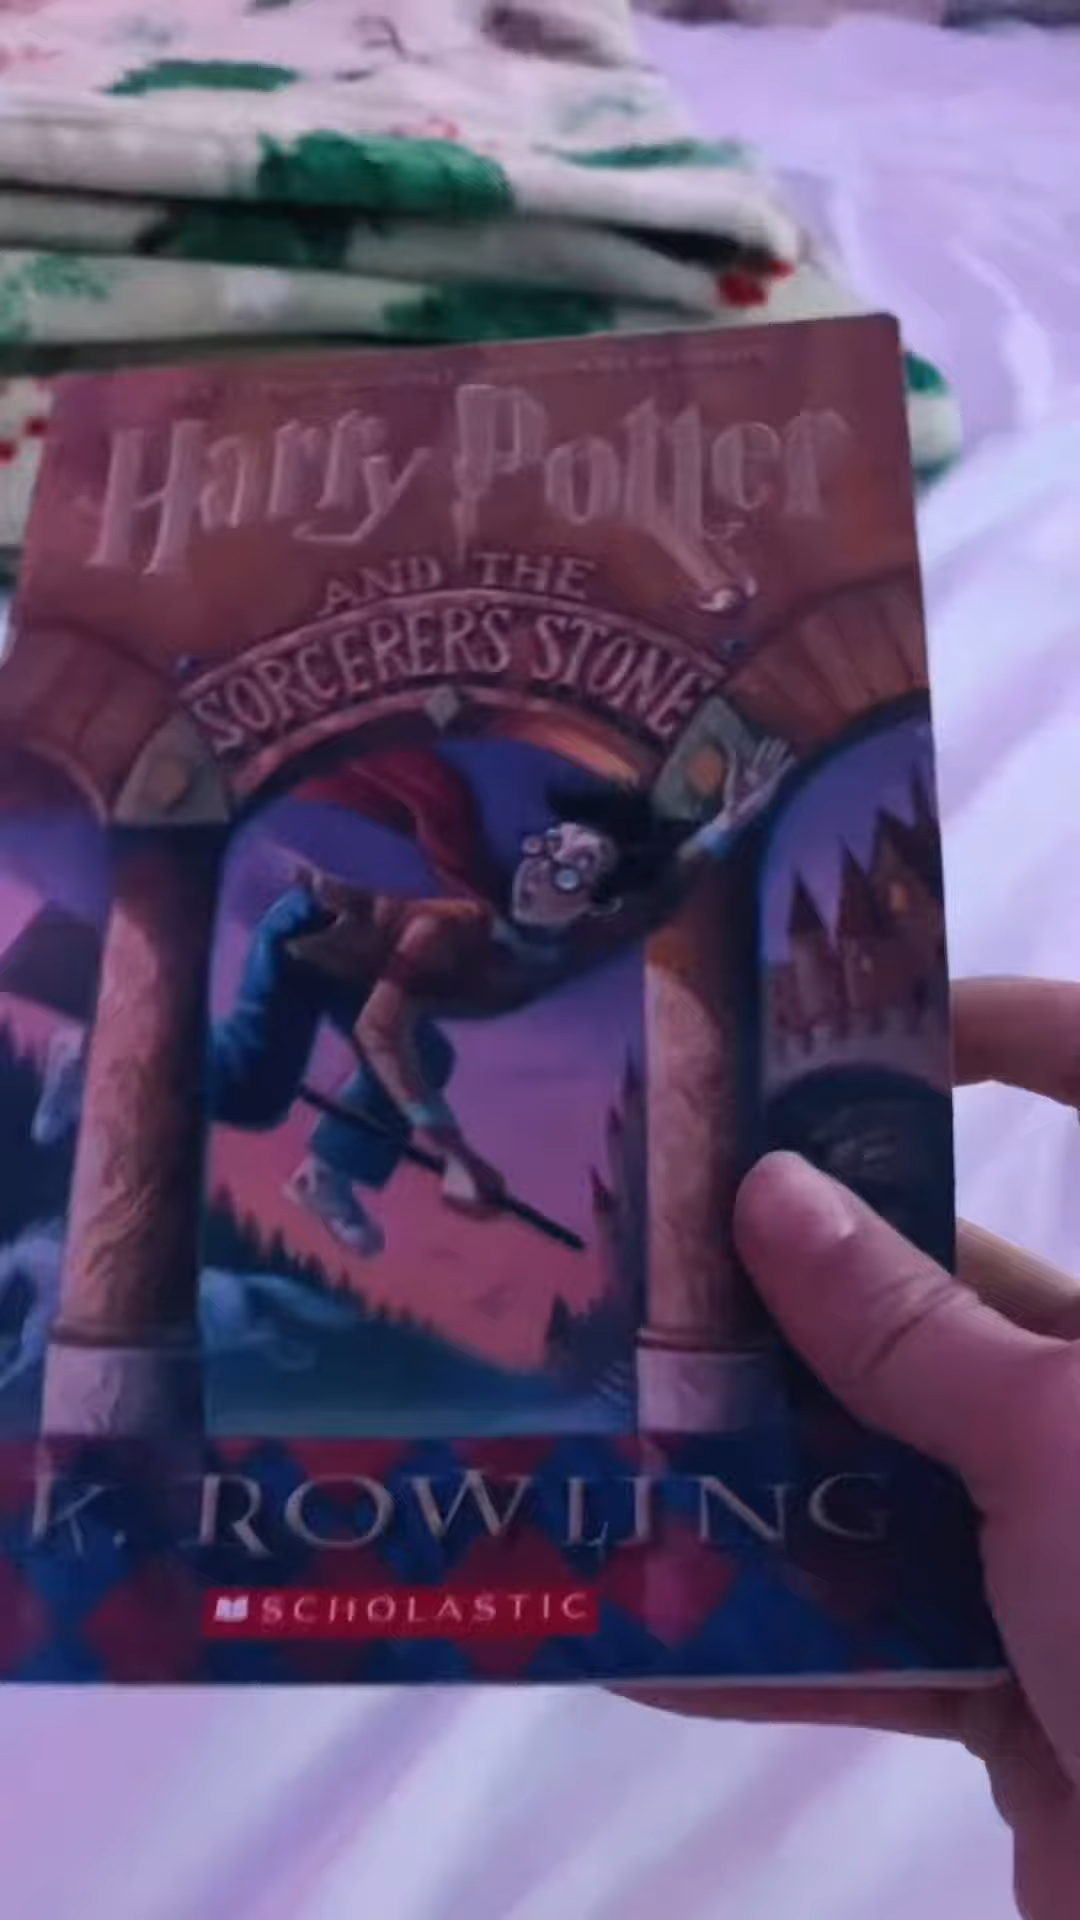 Harry Potter
AND THE
SORCERER'S STONE
K. ROWLING
SCHOLASTIC